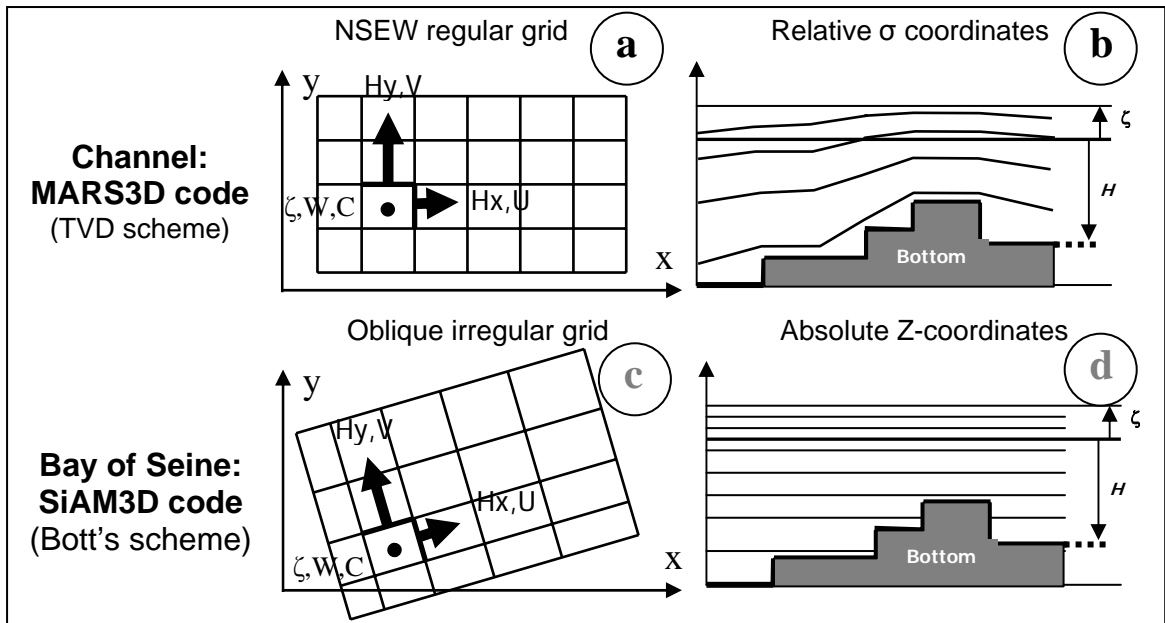 NSEW regular grid
a
Relative σ coordinates
b
y
Hy,V
ζ
Channel:
MARS3D code
(TVD scheme)
ζ,W,C
Hx,U
H
Bottom
x
Oblique irregular grid
c
Absolute Z-coordinates
d
y
Hy,V
ζ
Bay of Seine:
SiAM3D code
(Bott's scheme)
Hx,U
H
ζ,W,C
Bottom
x